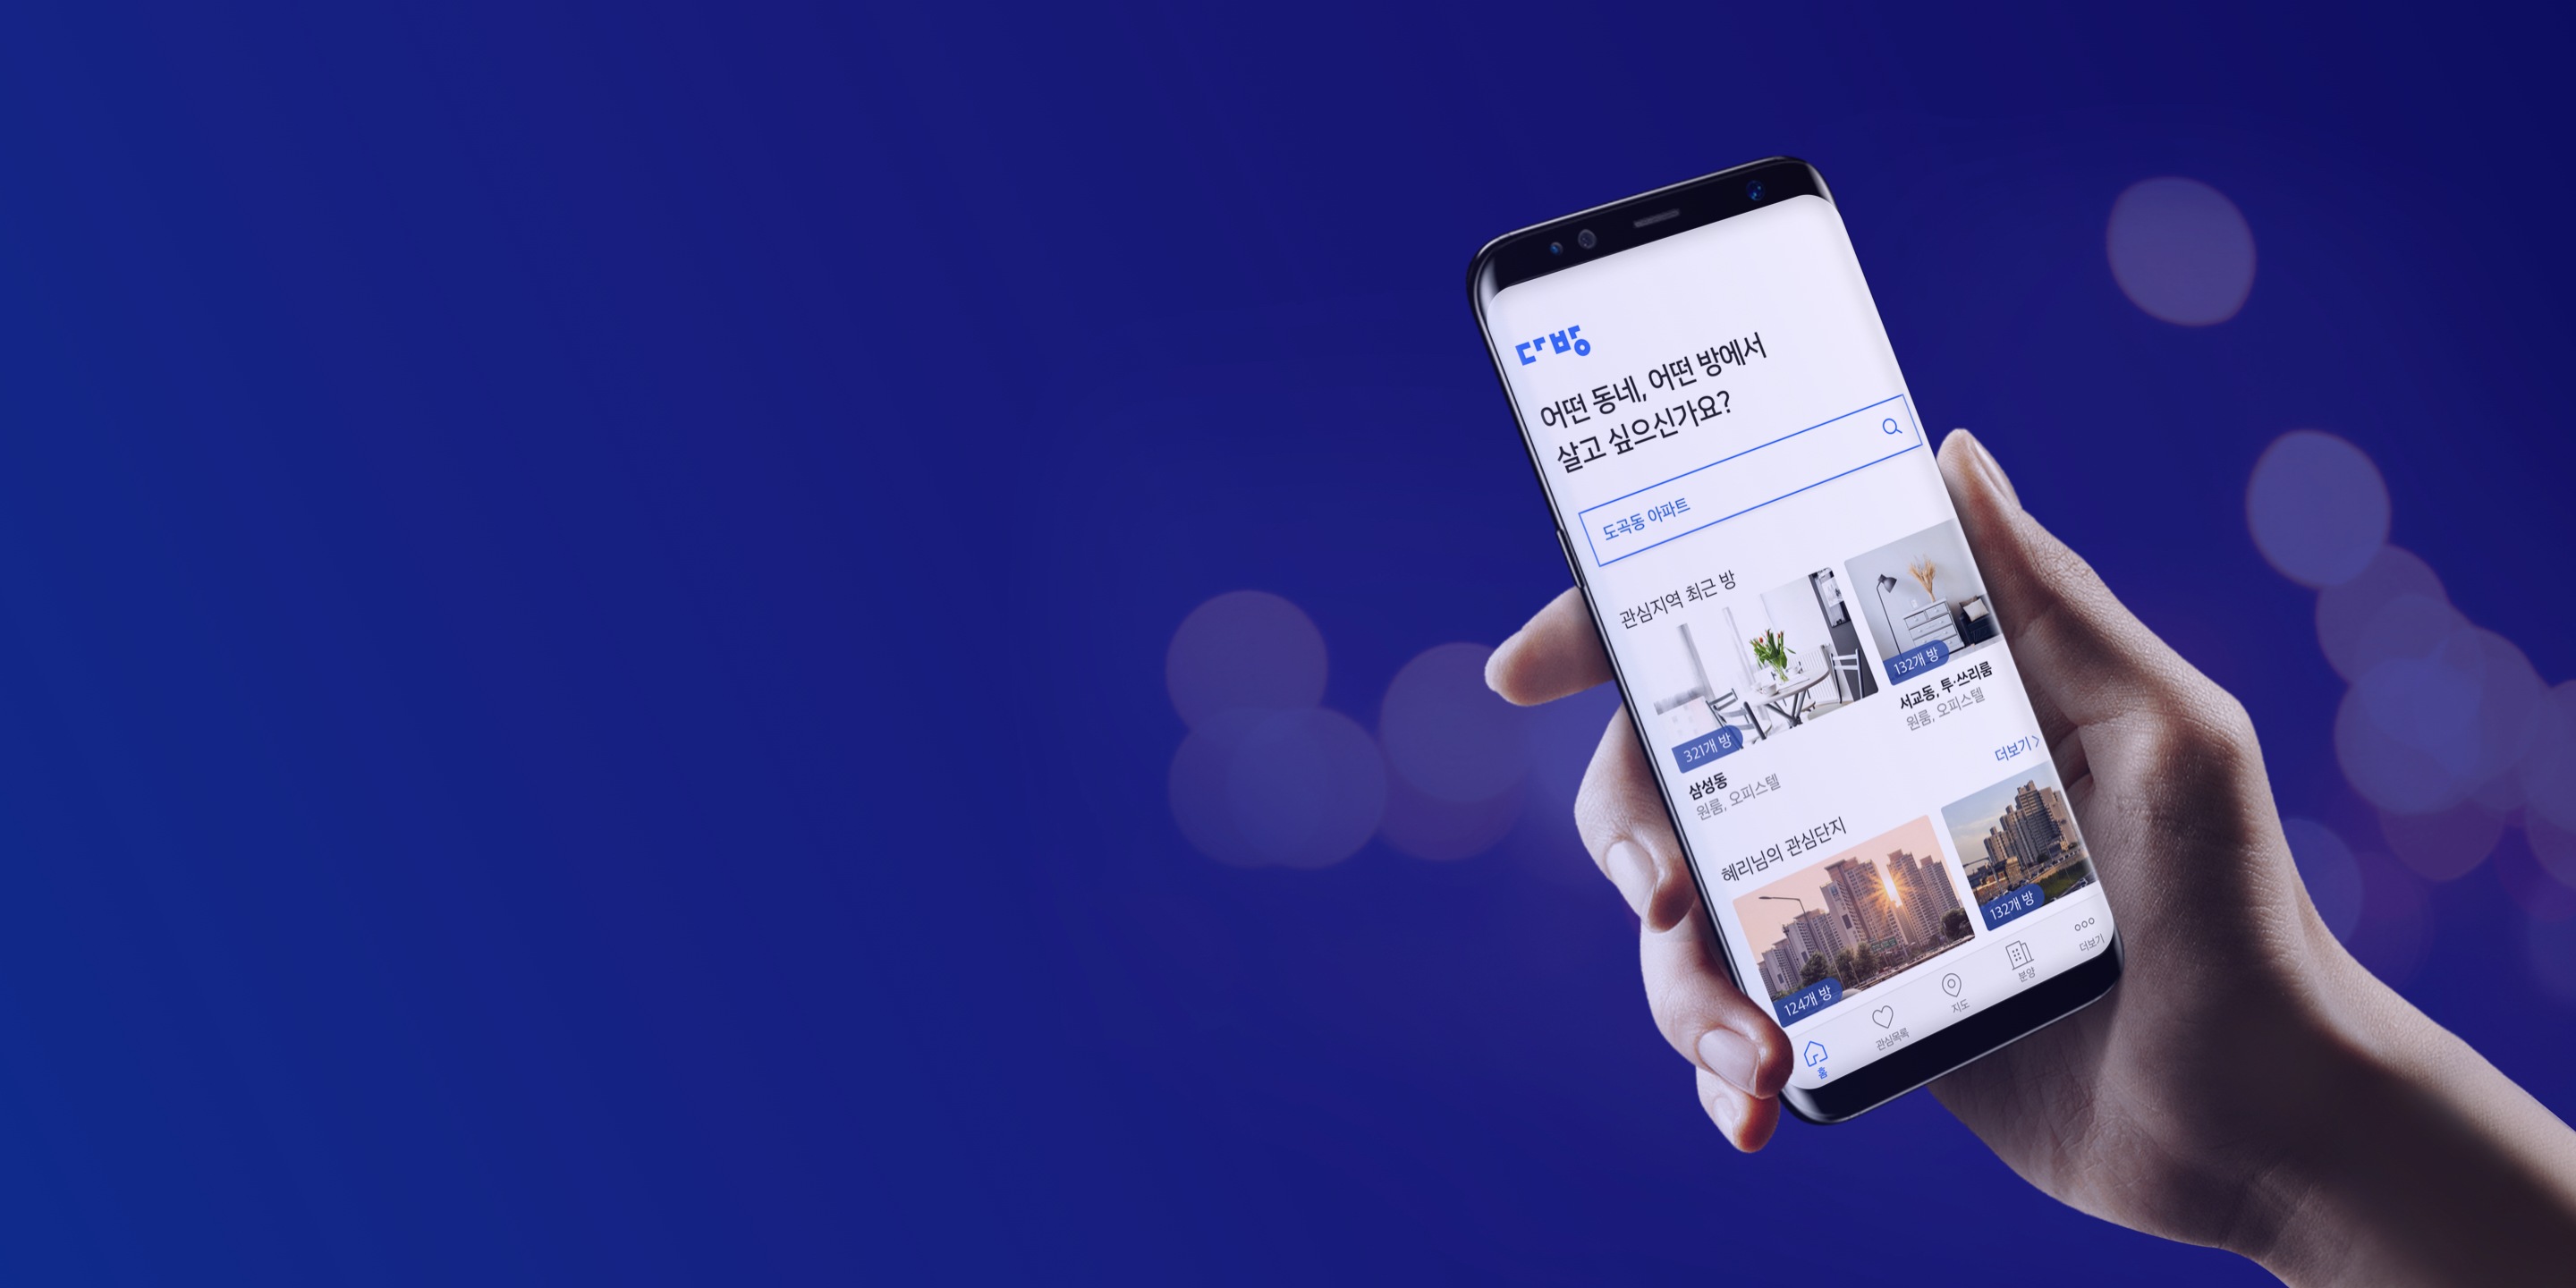 다방
어떤 동네, 어떤 방에서
살고 싶으신가요?
도곡동 아파트
관심지역 최근 방
321개 방
132개 방
삼성동
원룸, 오피스텔
서교동, 투·쓰리룸
원룸, 오피스텔
더보기
혜리님의 관심단지
124개 방
132개 방
홈
관심목록
지도
분양
더보기